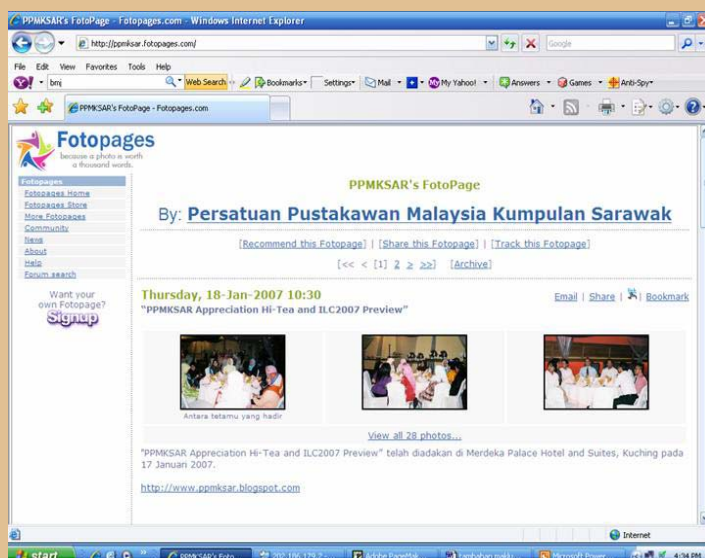 PPMKSAR's FotoPage - Fotopages.com - Windows Internet Explorer
http://ppmksar.fotopages.com/
Google
File Edit View Favorites Tools Help
bmj Web Search Bookmarks Settings Mail My Yahoo! Answers Games Anti-Spy
PPMKSAR's FotoPage - Fotopages.com
Fotopages
because a photo is worth
a thousand words.
Fotopages
Fotopages Home
Fotopages Store
More Fotopages
Community
News
About
Help
Forum search
Want your
own Fotopage?
Signup
PPMKSAR's FotoPage
By: Persatuan Pustakawan Malaysia Kumpulan Sarawak
[Recommend this Fotopage] | [Share this Fotopage] | [Track this Fotopage]
[<< < [1] 2 > >>] [Archive]
Thursday, 18-Jan-2007 10:30
Email | Share | Bookmark
"PPMKSAR Appreciation Hi-Tea and ILC2007 Preview"
Antara tetamu yang hadir
View all 28 photos...
"PPMKSAR Appreciation Hi-Tea and ILC2007 Preview" telah diadakan di Merdeka Palace Hotel and Suites, Kuching pada
17 Januari 2007.
http://www.ppmksar.blogspot.com
Internet
start PPMKSAR's Foto... Adobe PageMak... Microsoft Power... 4:34 PM